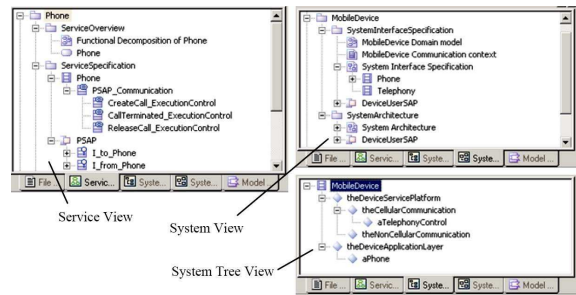 Phone
ServiceOverview
Functional Decomposition of Phone
Phone
ServiceSpecification
Phone
PSAP_Communication
CreateCall_ExecutionControl
CallTerminated_ExecutionControl
ReleaseCall_ExecutionControl
PSAP
I_to_Phone
I_from_Phone
File ... Servic... Syste... Syste... Model ...
Service View
MobileDevice
SystemInterfaceSpecification
MobileDevice Domain model
MobileDevice Communication context
System Interface Specification
Phone
Telephony
DeviceUserSAP
SystemArchitecture
System Architecture
DeviceUserSAP
File ... Servic... Syste... Syste... Model ...
System View
MobileDevice
theDeviceServicePlatform
theCellularCommunication
aTelephonyControl
theNonCellularCommunication
theDeviceApplicationLayer
aPhone
File ... Servic... Syste... Syste... Model ...
System Tree View